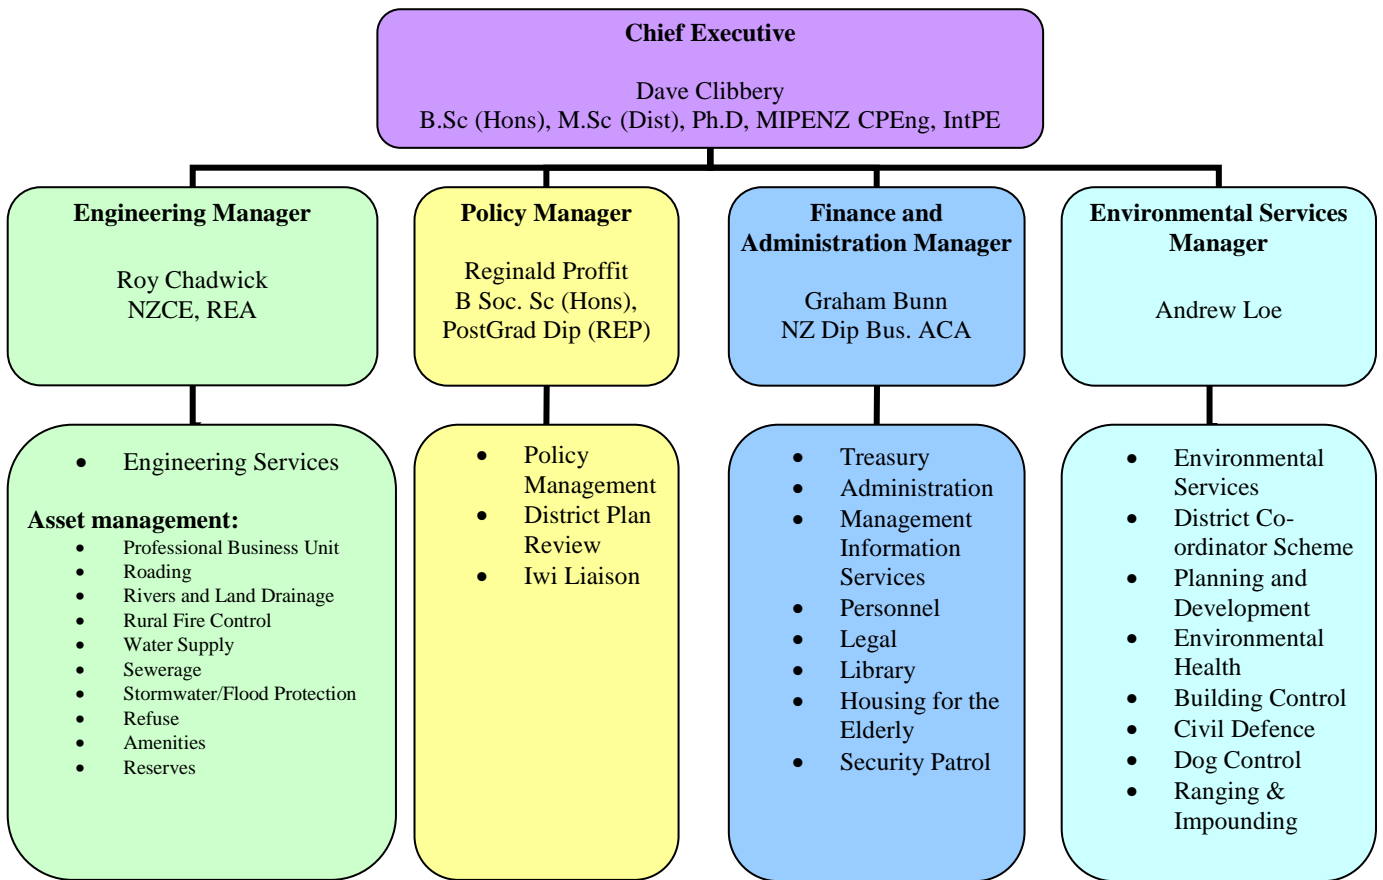 Chief Executive
Dave Clibbery
B.Sc (Hons), M.Sc (Dist), Ph.D, MIPENZ CPEng, IntPE
Engineering Manager
Roy Chadwick
NZCE, REA
Policy Manager
Reginald Proffit
B Soc. Sc (Hons),
PostGrad Dip (REP)
Finance and
Administration Manager
Graham Bunn
NZ Dip Bus. ACA
Environmental Services
Manager
Andrew Loe
• Engineering Services
Asset management:
• Professional Business Unit
• Roading
• Rivers and Land Drainage
• Rural Fire Control
• Water Supply
• Sewerage
• Stormwater/Flood Protection
• Refuse
• Amenities
• Reserves
• Policy
Management
• District Plan
Review
• Iwi Liaison
• Treasury
• Administration
• Management
Information
Services
• Personnel
• Legal
• Library
• Housing for the
Elderly
• Security Patrol
• Environmental
Services
• District Co-
ordinator Scheme
• Planning and
Development
• Environmental
Health
• Building Control
• Civil Defence
• Dog Control
• Ranging &
Impounding